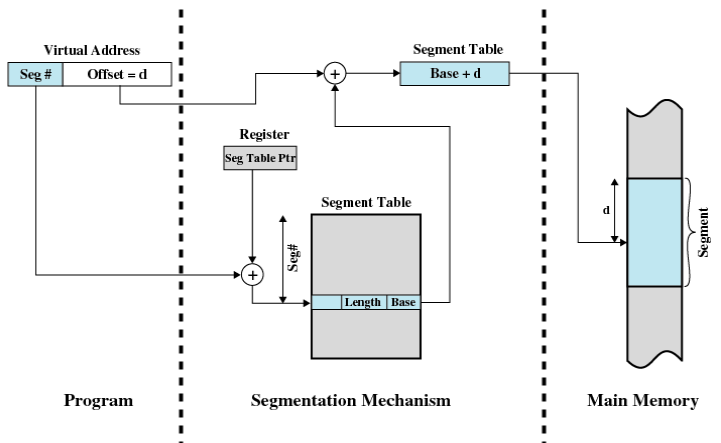 Virtual Address
Seg #
Offset = d
Segment Table
Base + d
Register
Seg Table Ptr
Segment Table
Seg#
Length
Base
d
Segment
Program
Segmentation Mechanism
Main Memory
+
+